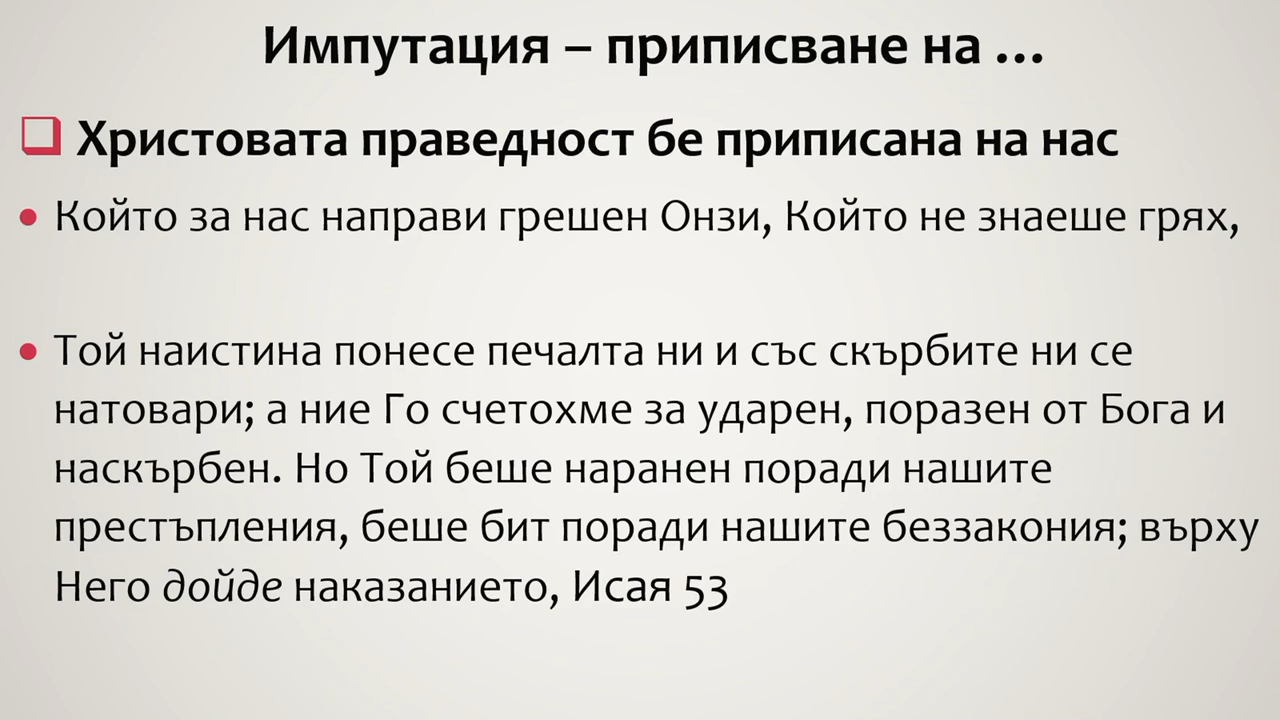 Импутация – приписване на …
Христовата праведност бе приписана на нас
Който за нас направи грешен Онзи, Който не знаеше грях,
Той наистина понесе печалта ни и със скърбите ни се
натовари; а ние Го счетохме за ударен, поразен от Бога и
наскърбен. Но Той беше наранен поради нашите
престъпления, беше бит поради нашите беззакония; върху
Него дойде наказанието, Исая 53